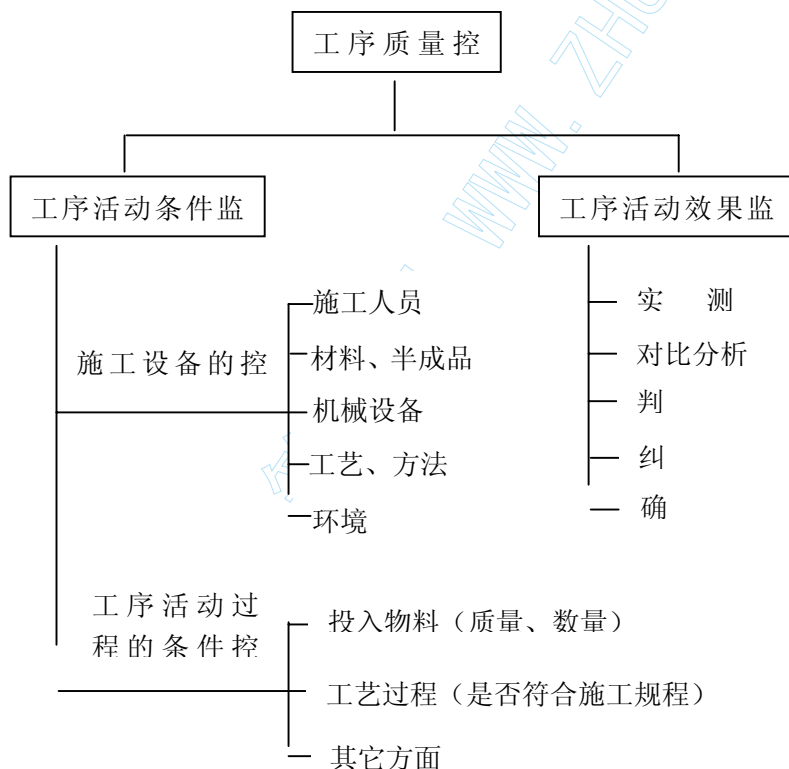 工序质量控
工序活动条件监
工序活动效果监
施工设备的控
施工人员
材料、半成品
机械设备
工艺、方法
环境
实 测
对比分析
判
纠
确
工序活动过
程的条件控
投入物料（质量、数量）
工艺过程（是否符合施工规程）
其它方面
WWW. ZHU